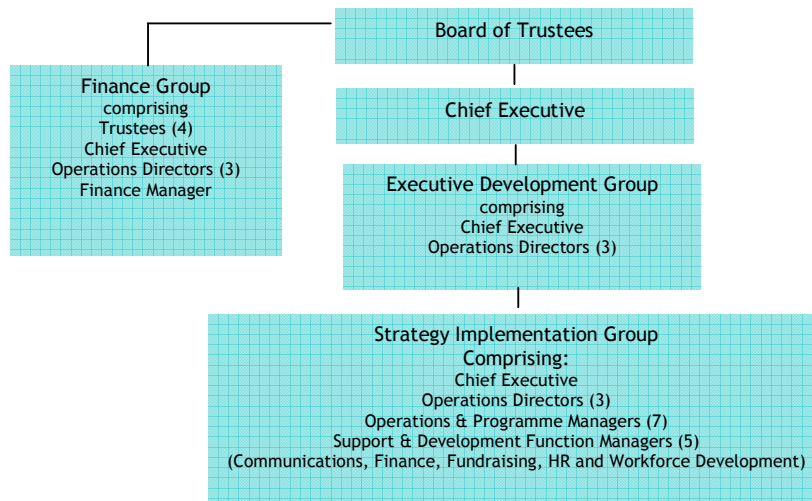 Board of Trustees
Finance Group
comprising
Trustees (4)
Chief Executive
Operations Directors (3)
Finance Manager
Chief Executive
Executive Development Group
comprising
Chief Executive
Operations Directors (3)
Strategy Implementation Group
Comprising:
Chief Executive
Operations Directors (3)
Operations & Programme Managers (7)
Support & Development Function Managers (5)
(Communications, Finance, Fundraising, HR and Workforce Development)